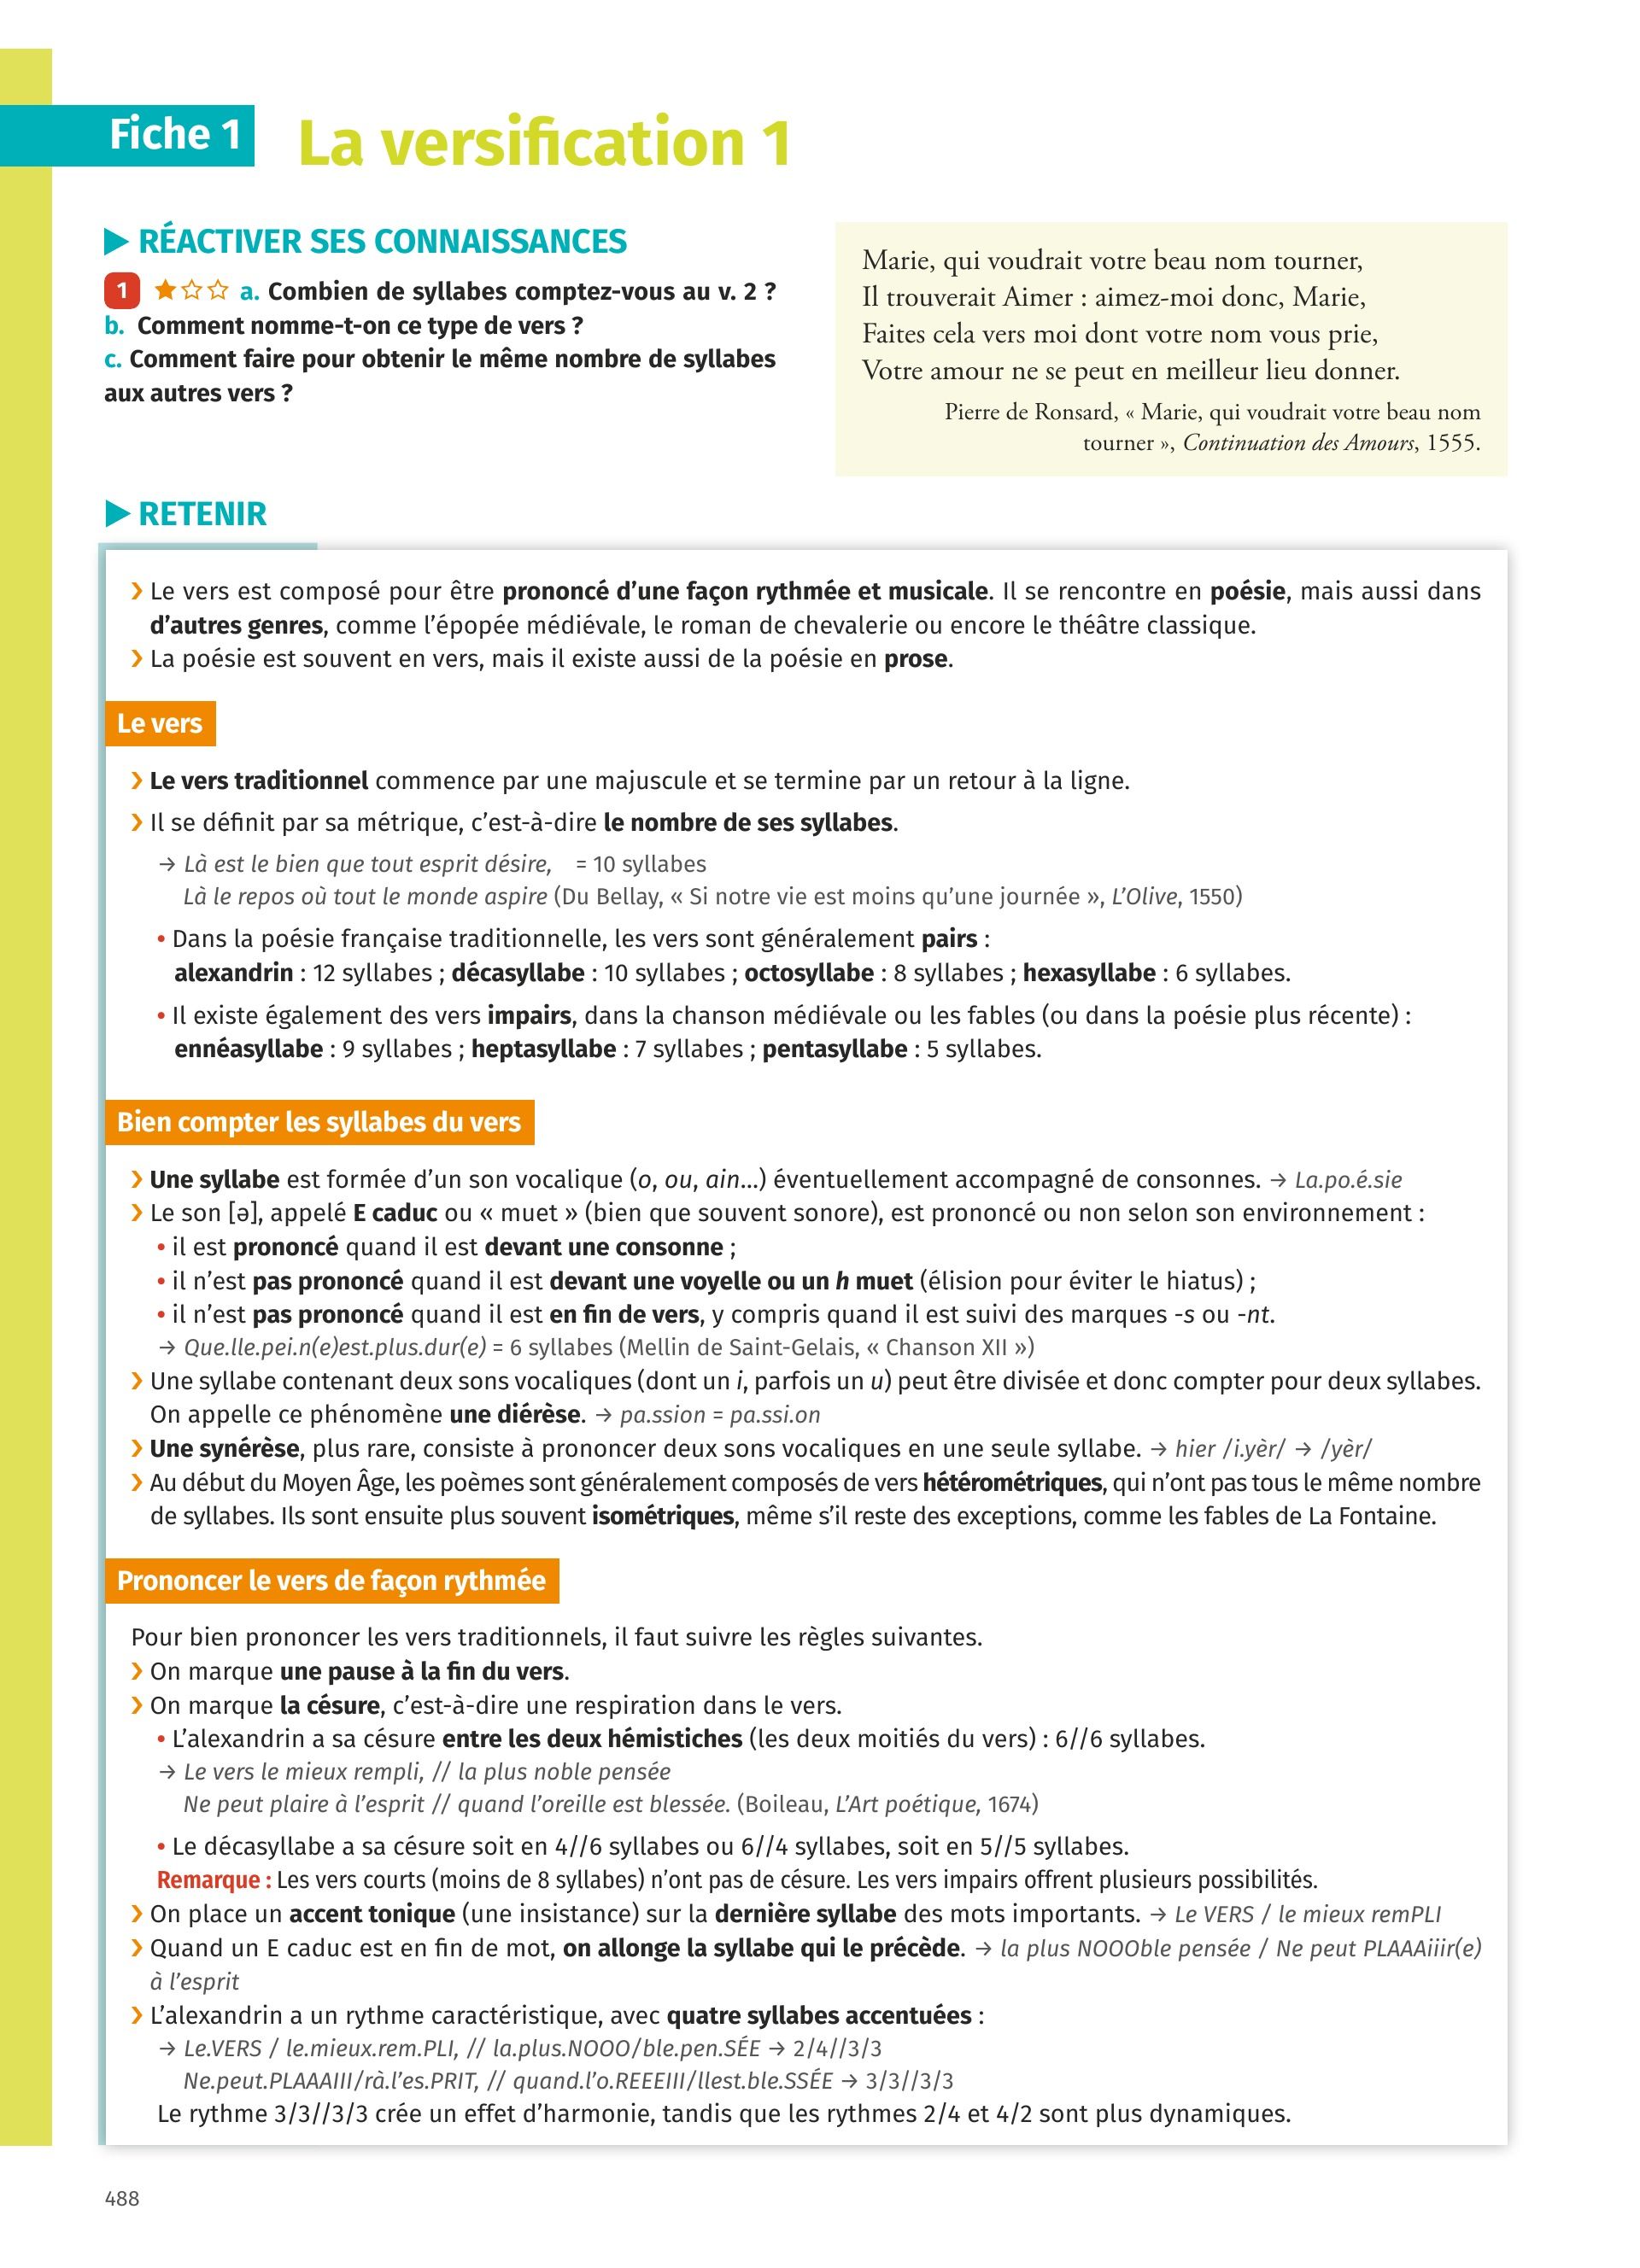 Fiche 1
La versification 1
▶ RÉACTIVER SES CONNAISSANCES
1 ★☆☆ a. Combien de syllabes comptez-vous au v. 2 ?
b. Comment nomme-t-on ce type de vers ?
c. Comment faire pour obtenir le même nombre de syllabes
aux autres vers ?
Marie, qui voudrait votre beau nom tourner,
Il trouverait Aimer : aimez-moi donc, Marie,
Faites cela vers moi dont votre nom vous prie,
Votre amour ne se peut en meilleur lieu donner.
Pierre de Ronsard, « Marie, qui voudrait votre beau nom
tourner », Continuation des Amours, 1555.
▶ RETENIR
› Le vers est composé pour être prononcé d’une façon rythmée et musicale. Il se rencontre en poésie, mais aussi dans
d’autres genres, comme l’épopée médiévale, le roman de chevalerie ou encore le théâtre classique.
› La poésie est souvent en vers, mais il existe aussi de la poésie en prose.
Le vers
› Le vers traditionnel commence par une majuscule et se termine par un retour à la ligne.
› Il se définit par sa métrique, c’est-à-dire le nombre de ses syllabes.
→ Là est le bien que tout esprit désire, = 10 syllabes
Là le repos où tout le monde aspire (Du Bellay, « Si notre vie est moins qu’une journée », L’Olive, 1550)
• Dans la poésie française traditionnelle, les vers sont généralement pairs :
alexandrin : 12 syllabes ; décasyllabe : 10 syllabes ; octosyllabe : 8 syllabes ; hexasyllabe : 6 syllabes.
• Il existe également des vers impairs, dans la chanson médiévale ou les fables (ou dans la poésie plus récente) :
ennéasyllabe : 9 syllabes ; heptasyllabe : 7 syllabes ; pentasyllabe : 5 syllabes.
Bien compter les syllabes du vers
› Une syllabe est formée d’un son vocalique (o, ou, ain…) éventuellement accompagné de consonnes. → La.po.é.sie
› Le son [ə], appelé E caduc ou « muet » (bien que souvent sonore), est prononcé ou non selon son environnement :
• il est prononcé quand il est devant une consonne ;
• il n’est pas prononcé quand il est devant une voyelle ou un h muet (élision pour éviter le hiatus) ;
• il n’est pas prononcé quand il est en fin de vers, y compris quand il est suivi des marques -s ou -nt.
→ Que.lle.pei.n(e)est.plus.dur(e) = 6 syllabes (Mellin de Saint-Gelais, « Chanson XII »)
› Une syllabe contenant deux sons vocaliques (dont un i, parfois un u) peut être divisée et donc compter pour deux syllabes.
On appelle ce phénomène une diérèse. → pa.ssion = pa.ssi.on
› Une synérèse, plus rare, consiste à prononcer deux sons vocaliques en une seule syllabe. → hier /i.yèr/ → /yèr/
› Au début du Moyen Âge, les poèmes sont généralement composés de vers hétérométriques, qui n’ont pas tous le même nombre
de syllabes. Ils sont ensuite plus souvent isométriques, même s’il reste des exceptions, comme les fables de La Fontaine.
Prononcer le vers de façon rythmée
Pour bien prononcer les vers traditionnels, il faut suivre les règles suivantes.
› On marque une pause à la fin du vers.
› On marque la césure, c’est-à-dire une respiration dans le vers.
• L’alexandrin a sa césure entre les deux hémistiches (les deux moitiés du vers) : 6//6 syllabes.
→ Le vers le mieux rempli, // la plus noble pensée
Ne peut plaire à l’esprit // quand l’oreille est blessée. (Boileau, L’Art poétique, 1674)
• Le décasyllabe a sa césure soit en 4//6 syllabes ou 6//4 syllabes, soit en 5//5 syllabes.
Remarque : Les vers courts (moins de 8 syllabes) n’ont pas de césure. Les vers impairs offrent plusieurs possibilités.
› On place un accent tonique (une insistance) sur la dernière syllabe des mots importants. → Le VERS / le mieux remPLI
› Quand un E caduc est en fin de mot, on allonge la syllabe qui le précède. → la plus NOOOble pensée / Ne peut PLAAAiiir(e)
à l’esprit
› L’alexandrin a un rythme caractéristique, avec quatre syllabes accentuées :
→ Le.VERS / le.mieux.rem.PLI, // la.plus.NOOO/ble.pen.SÉE → 2/4//3/3
Ne.peut.PLAAAIII/rà.l’es.PRIT, // quand.l’o.REEEIII/llest.ble.SSÉE → 3/3//3/3
Le rythme 3/3//3/3 crée un effet d’harmonie, tandis que les rythmes 2/4 et 4/2 sont plus dynamiques.
488